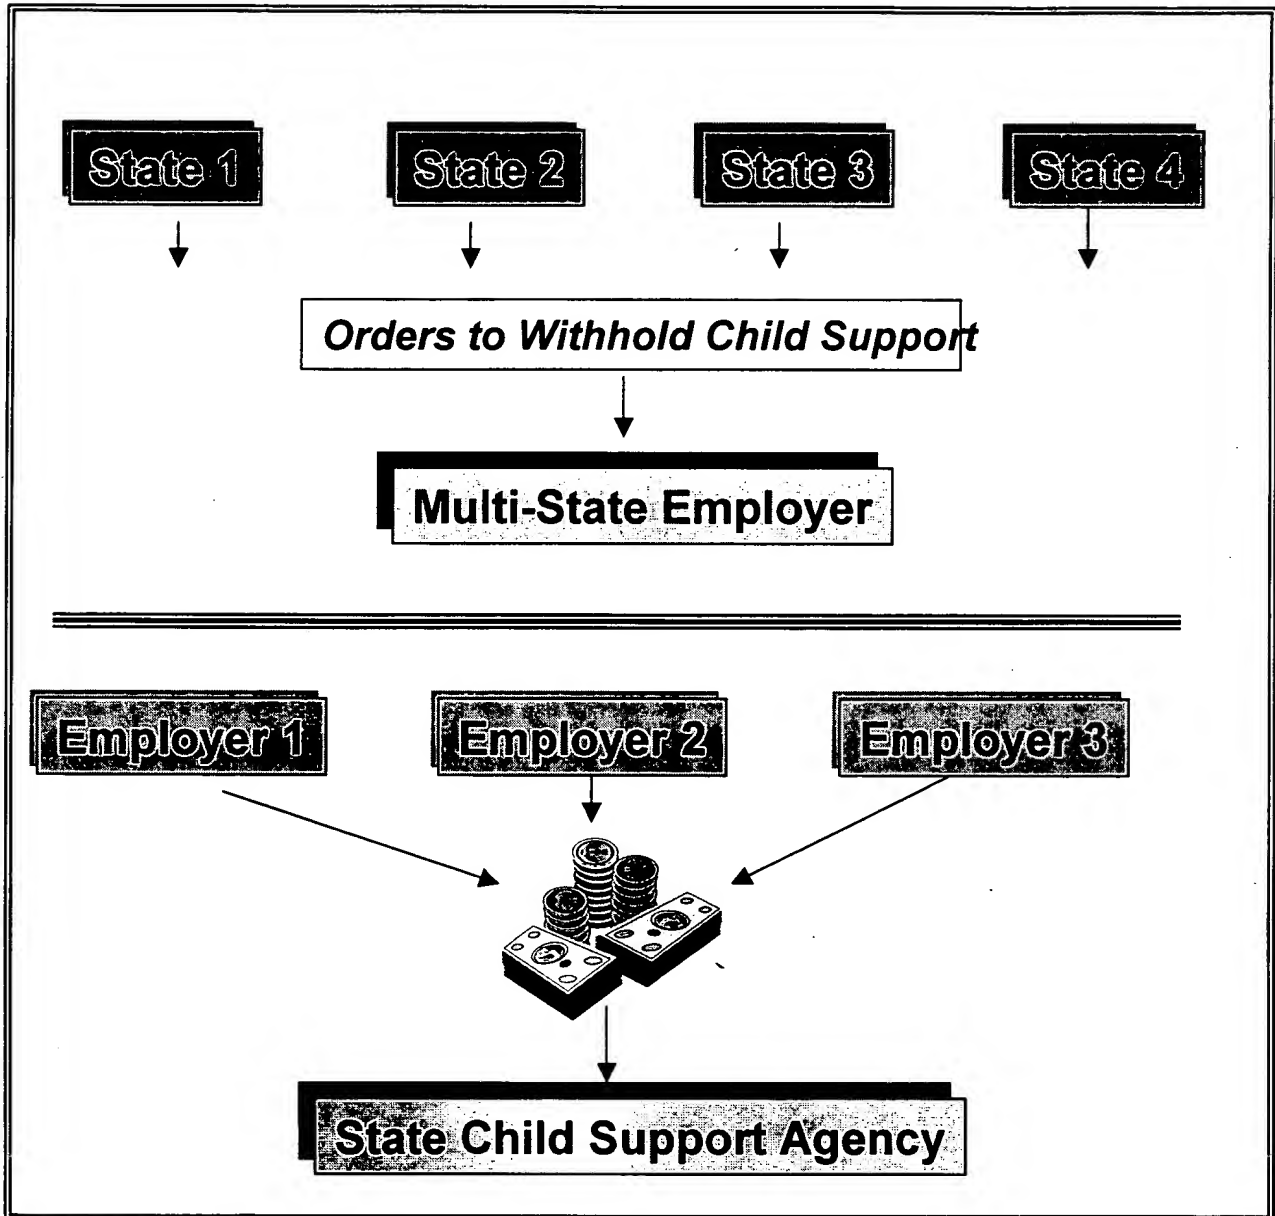 State 1 State 2 State 3 State 4
Orders to Withhold Child Support
Multi-State Employer
Employer 1 Employer 2 Employer 3
State Child Support Agency